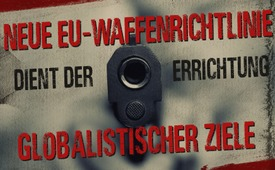 NEUE EU-WAFFENRICHTLINIE
DIENT DER ERRICHTUNG
GLOBALISTISCHER ZIELE